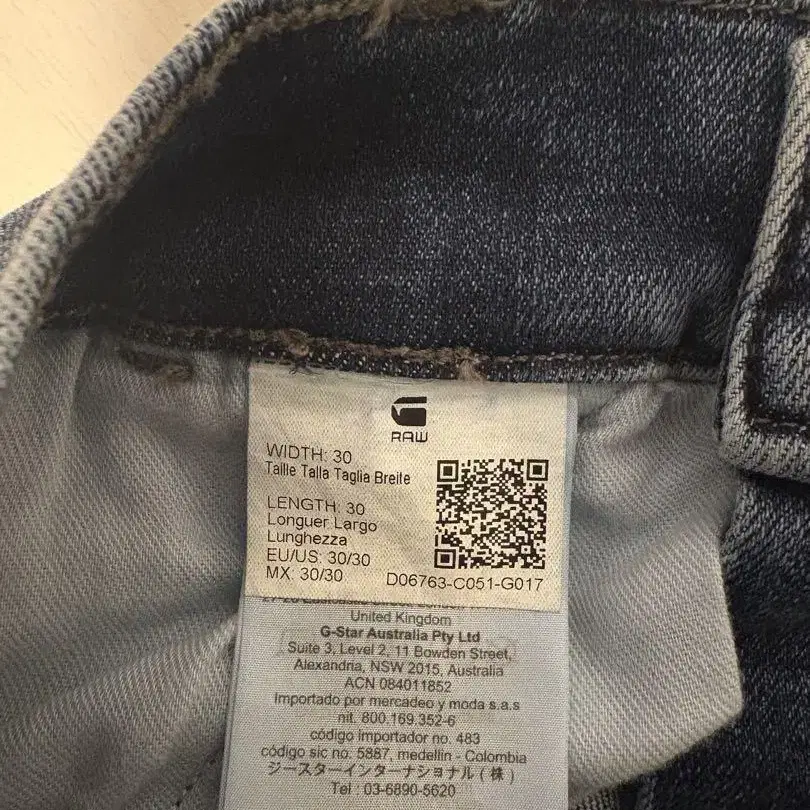 RAW
WIDTH: 30
Taille Talla Taglia Breite
LENGTH: 30
Longuer Largo
Lunghezza
EU/US: 30/30
MX: 30/30
D06763-C051-G017
United Kingdom
G-Star Australia Pty Ltd
Suite 3, Level 2, 11 Bowden Street,
Alexandria, NSW 2015, Australia
ACN 084011852
Importado por mercadeo y moda s.a.s
nit. 800.169.352-6
código importador no. 483
código sic no. 5887, medellin - Colombia
ジースターインターナショナル(株)
Tel : 03-6890-5620